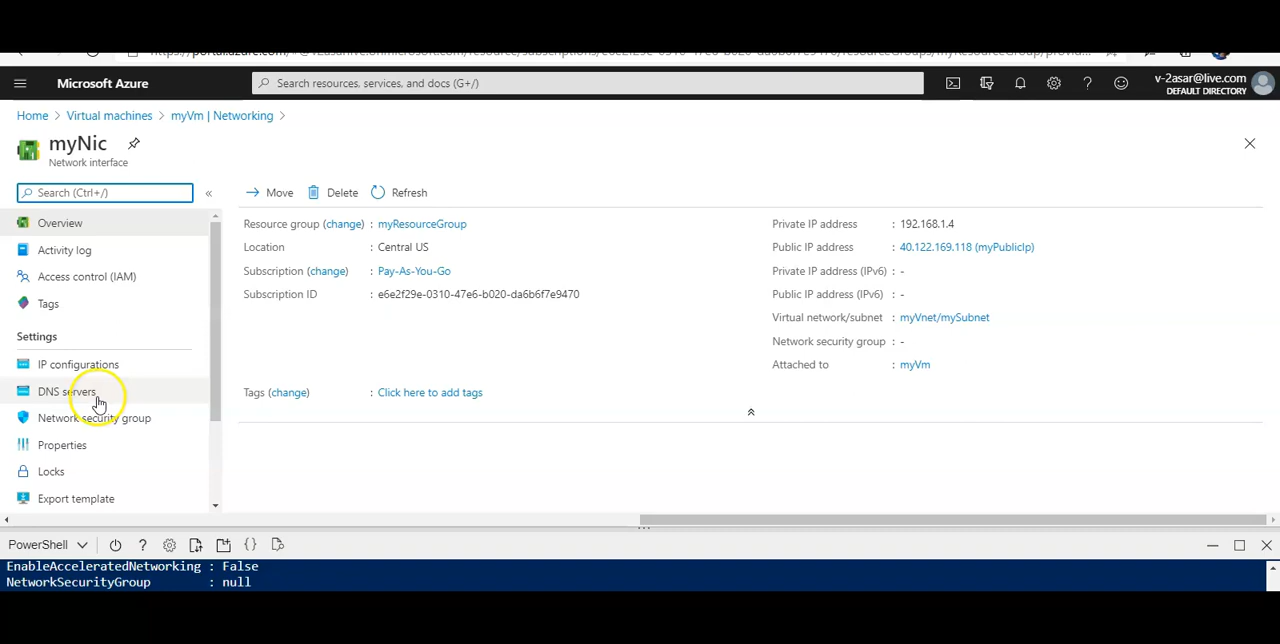 Microsoft Azure
Search resources, services, and docs (G+/)
v-2asar@live.com
DEFAULT DIRECTORY
Home > Virtual machines > myVm | Networking >
myNic
Network interface
Search (Ctrl+/)
«
Move Delete Refresh
Overview
Activity log
Access control (IAM)
Tags
Settings
IP configurations
DNS servers
Network security group
Properties
Locks
Export template
Resource group (change) : myResourceGroup
Location : Central US
Subscription (change) : Pay-As-You-Go
Subscription ID : e6e2f29e-0310-47e6-b020-da6b6f7e9470
Tags (change) : Click here to add tags
Private IP address : 192.168.1.4
Public IP address : 40.122.169.118 (myPublicIp)
Private IP address (IPv6) : -
Public IP address (IPv6) : -
Virtual network/subnet : myVnet/mySubnet
Network security group : -
Attached to : myVm
PowerShell
EnableAcceleratedNetworking : False
NetworkSecurityGroup : null